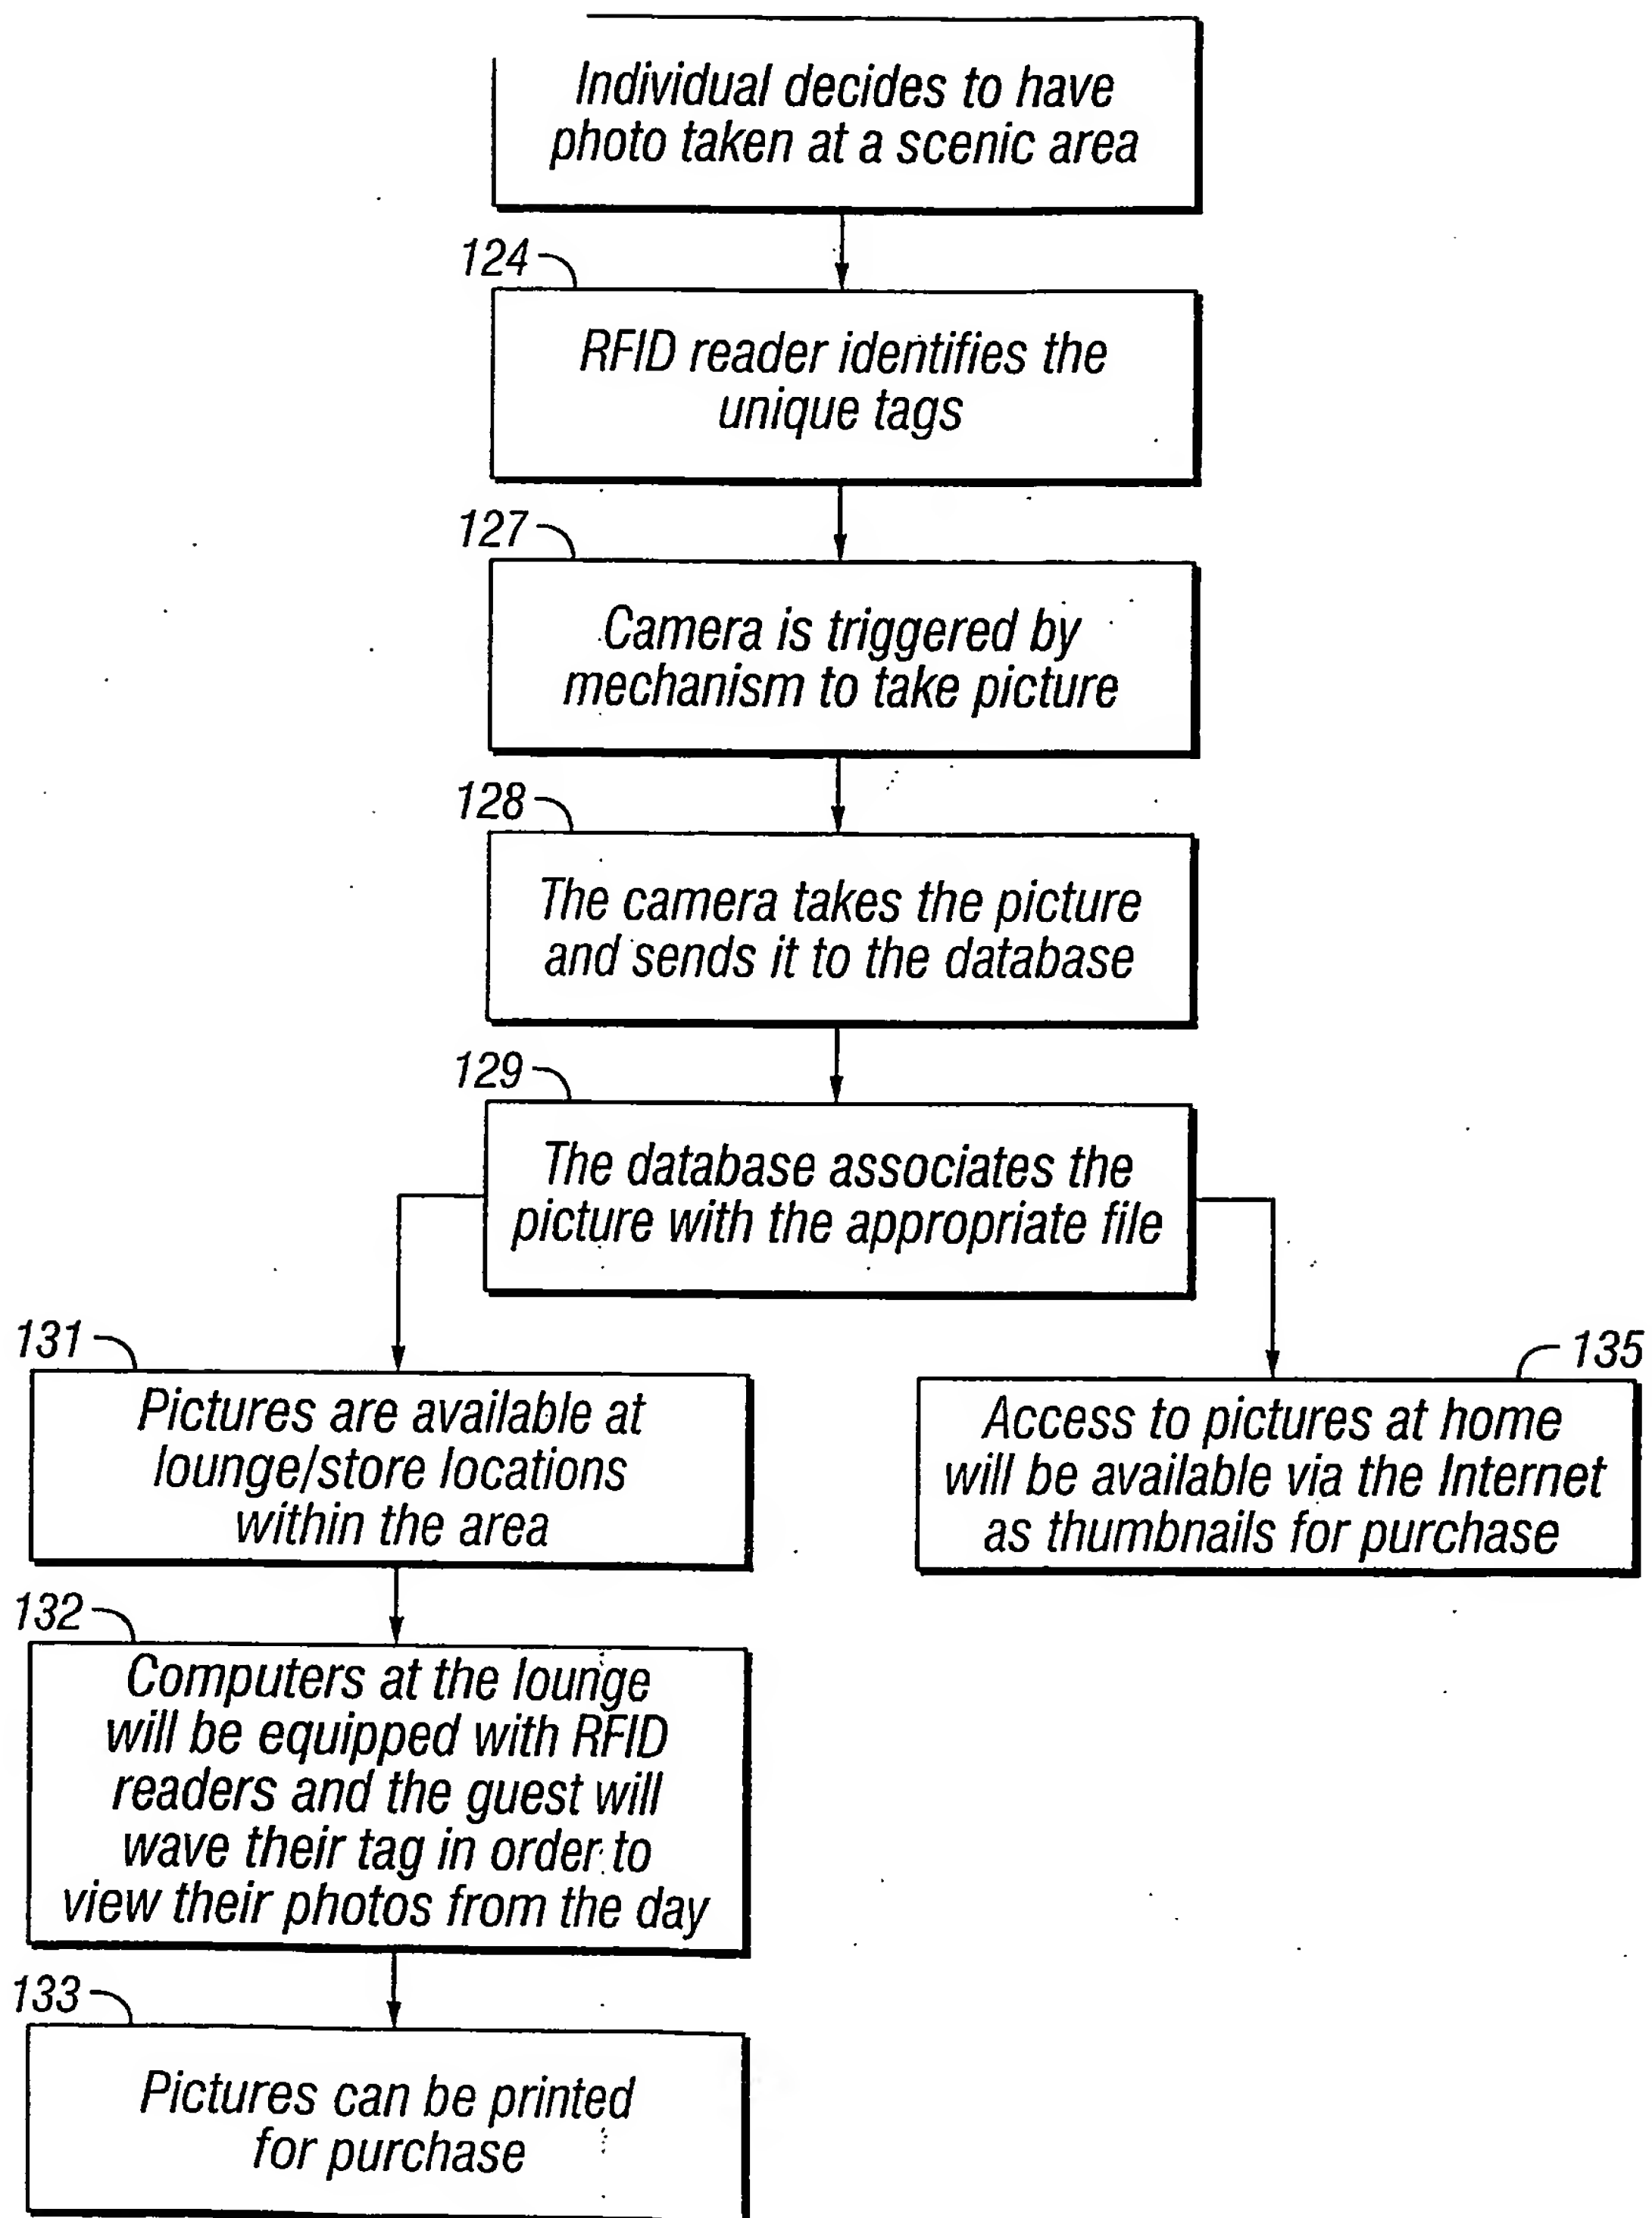 Individual decides to have
photo taken at a scenic area
124
RFID reader identifies the
unique tags
127
Camera is triggered by
mechanism to take picture
128
The camera takes the picture
and sends it to the database
129
The database associates the
picture with the appropriate file
131
Pictures are available at
lounge/store locations
within the area
135
Access to pictures at home
will be available via the Internet
as thumbnails for purchase
132
Computers at the lounge
will be equipped with RFID
readers and the guest will
wave their tag in order to
view their photos from the day
133
Pictures can be printed
for purchase